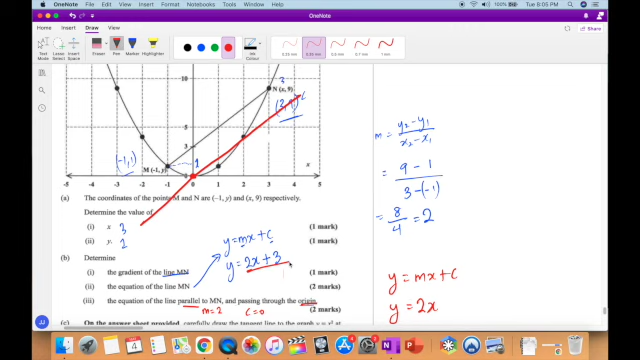 OneNote File Edit View Insert Format Notebooks Tools Window Help
100%
Tue 8:05 PM
OneNote
Home Insert Draw View
Pen Marker Highlighter
0.25 mm 0.35 mm 0.5 mm 0.7 mm 1 mm
10
5
3
N (x, 9)
(3, 9)
3
(-1, 1)
M (-1, y)
1
x
-5 -4 -3 -2 -1 0 1 2 3 4 5
(a) The coordinates of the points M and N are (-1, y) and (x, 9) respectively.
Determine the value of
(i) x 3 (1 mark)
(ii) y. 1 (1 mark)
y = mx + c
(b) Determine
y = 2x + 3
(i) the gradient of the line MN (1 mark)
(ii) the equation of the line MN (2 marks)
(iii) the equation of the line parallel to MN, and passing through the origin.
m=2 c=0 (2 marks)
(c) On the answer sheet provided, carefully draw the tangent line to the graph y = x² at
m = y₂ - y₁ / x₂ - x₁
= 9 - 1 / 3 - (-1)
= 8 / 4 = 2
y = mx + c
y = 2x